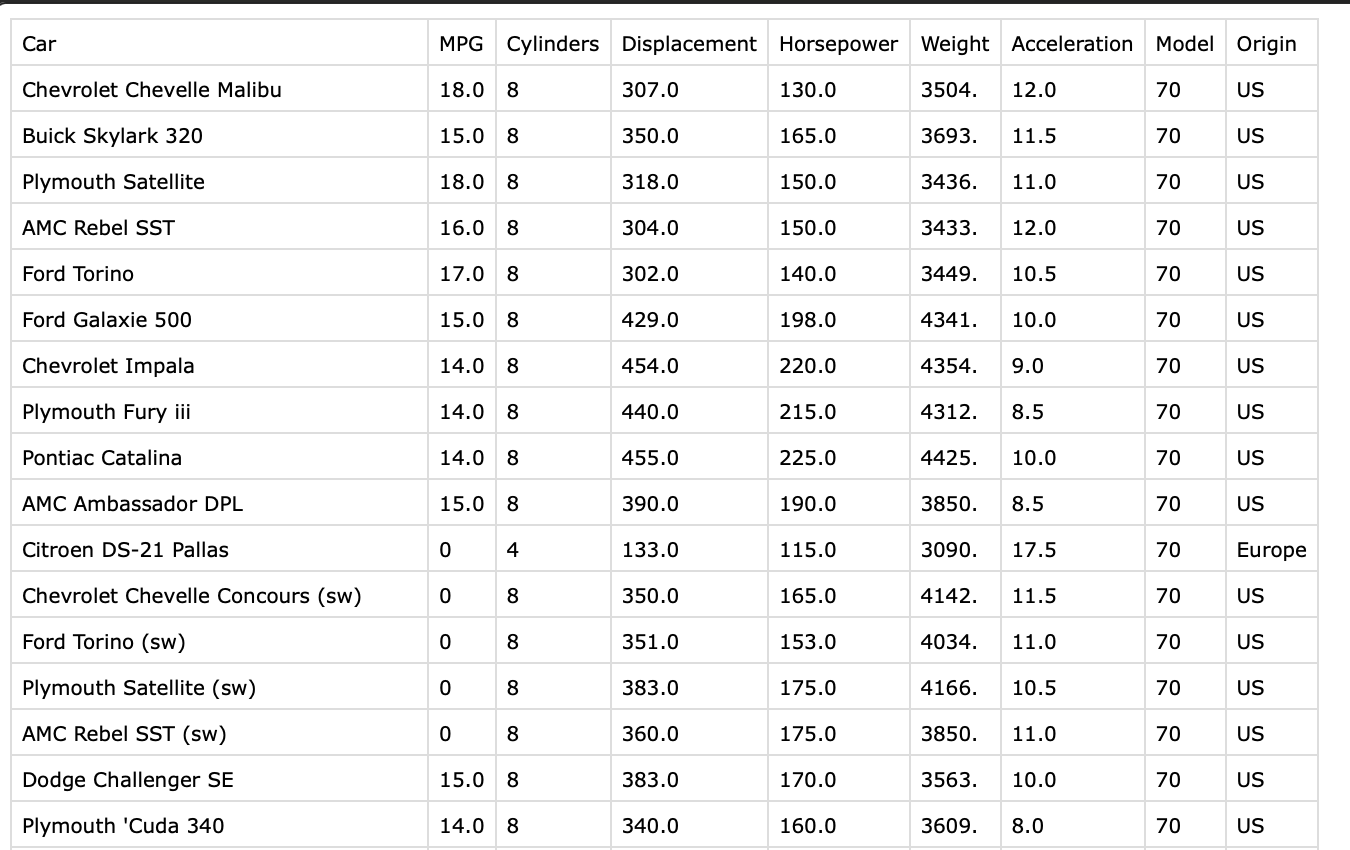 Car MPG Cylinders Displacement Horsepower Weight Acceleration Model Origin
Chevrolet Chevelle Malibu 18.0 8 307.0 130.0 3504. 12.0 70 US
Buick Skylark 320 15.0 8 350.0 165.0 3693. 11.5 70 US
Plymouth Satellite 18.0 8 318.0 150.0 3436. 11.0 70 US
AMC Rebel SST 16.0 8 304.0 150.0 3433. 12.0 70 US
Ford Torino 17.0 8 302.0 140.0 3449. 10.5 70 US
Ford Galaxie 500 15.0 8 429.0 198.0 4341. 10.0 70 US
Chevrolet Impala 14.0 8 454.0 220.0 4354. 9.0 70 US
Plymouth Fury iii 14.0 8 440.0 215.0 4312. 8.5 70 US
Pontiac Catalina 14.0 8 455.0 225.0 4425. 10.0 70 US
AMC Ambassador DPL 15.0 8 390.0 190.0 3850. 8.5 70 US
Citroen DS-21 Pallas 0 4 133.0 115.0 3090. 17.5 70 Europe
Chevrolet Chevelle Concours (sw) 0 8 350.0 165.0 4142. 11.5 70 US
Ford Torino (sw) 0 8 351.0 153.0 4034. 11.0 70 US
Plymouth Satellite (sw) 0 8 383.0 175.0 4166. 10.5 70 US
AMC Rebel SST (sw) 0 8 360.0 175.0 3850. 11.0 70 US
Dodge Challenger SE 15.0 8 383.0 170.0 3563. 10.0 70 US
Plymouth 'Cuda 340 14.0 8 340.0 160.0 3609. 8.0 70 US